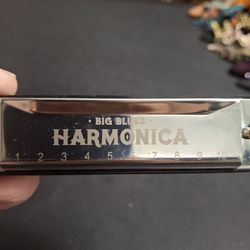 · BIG BLUES ·
HARMONICA
1 2 3 4 5 6 7 8 9 10